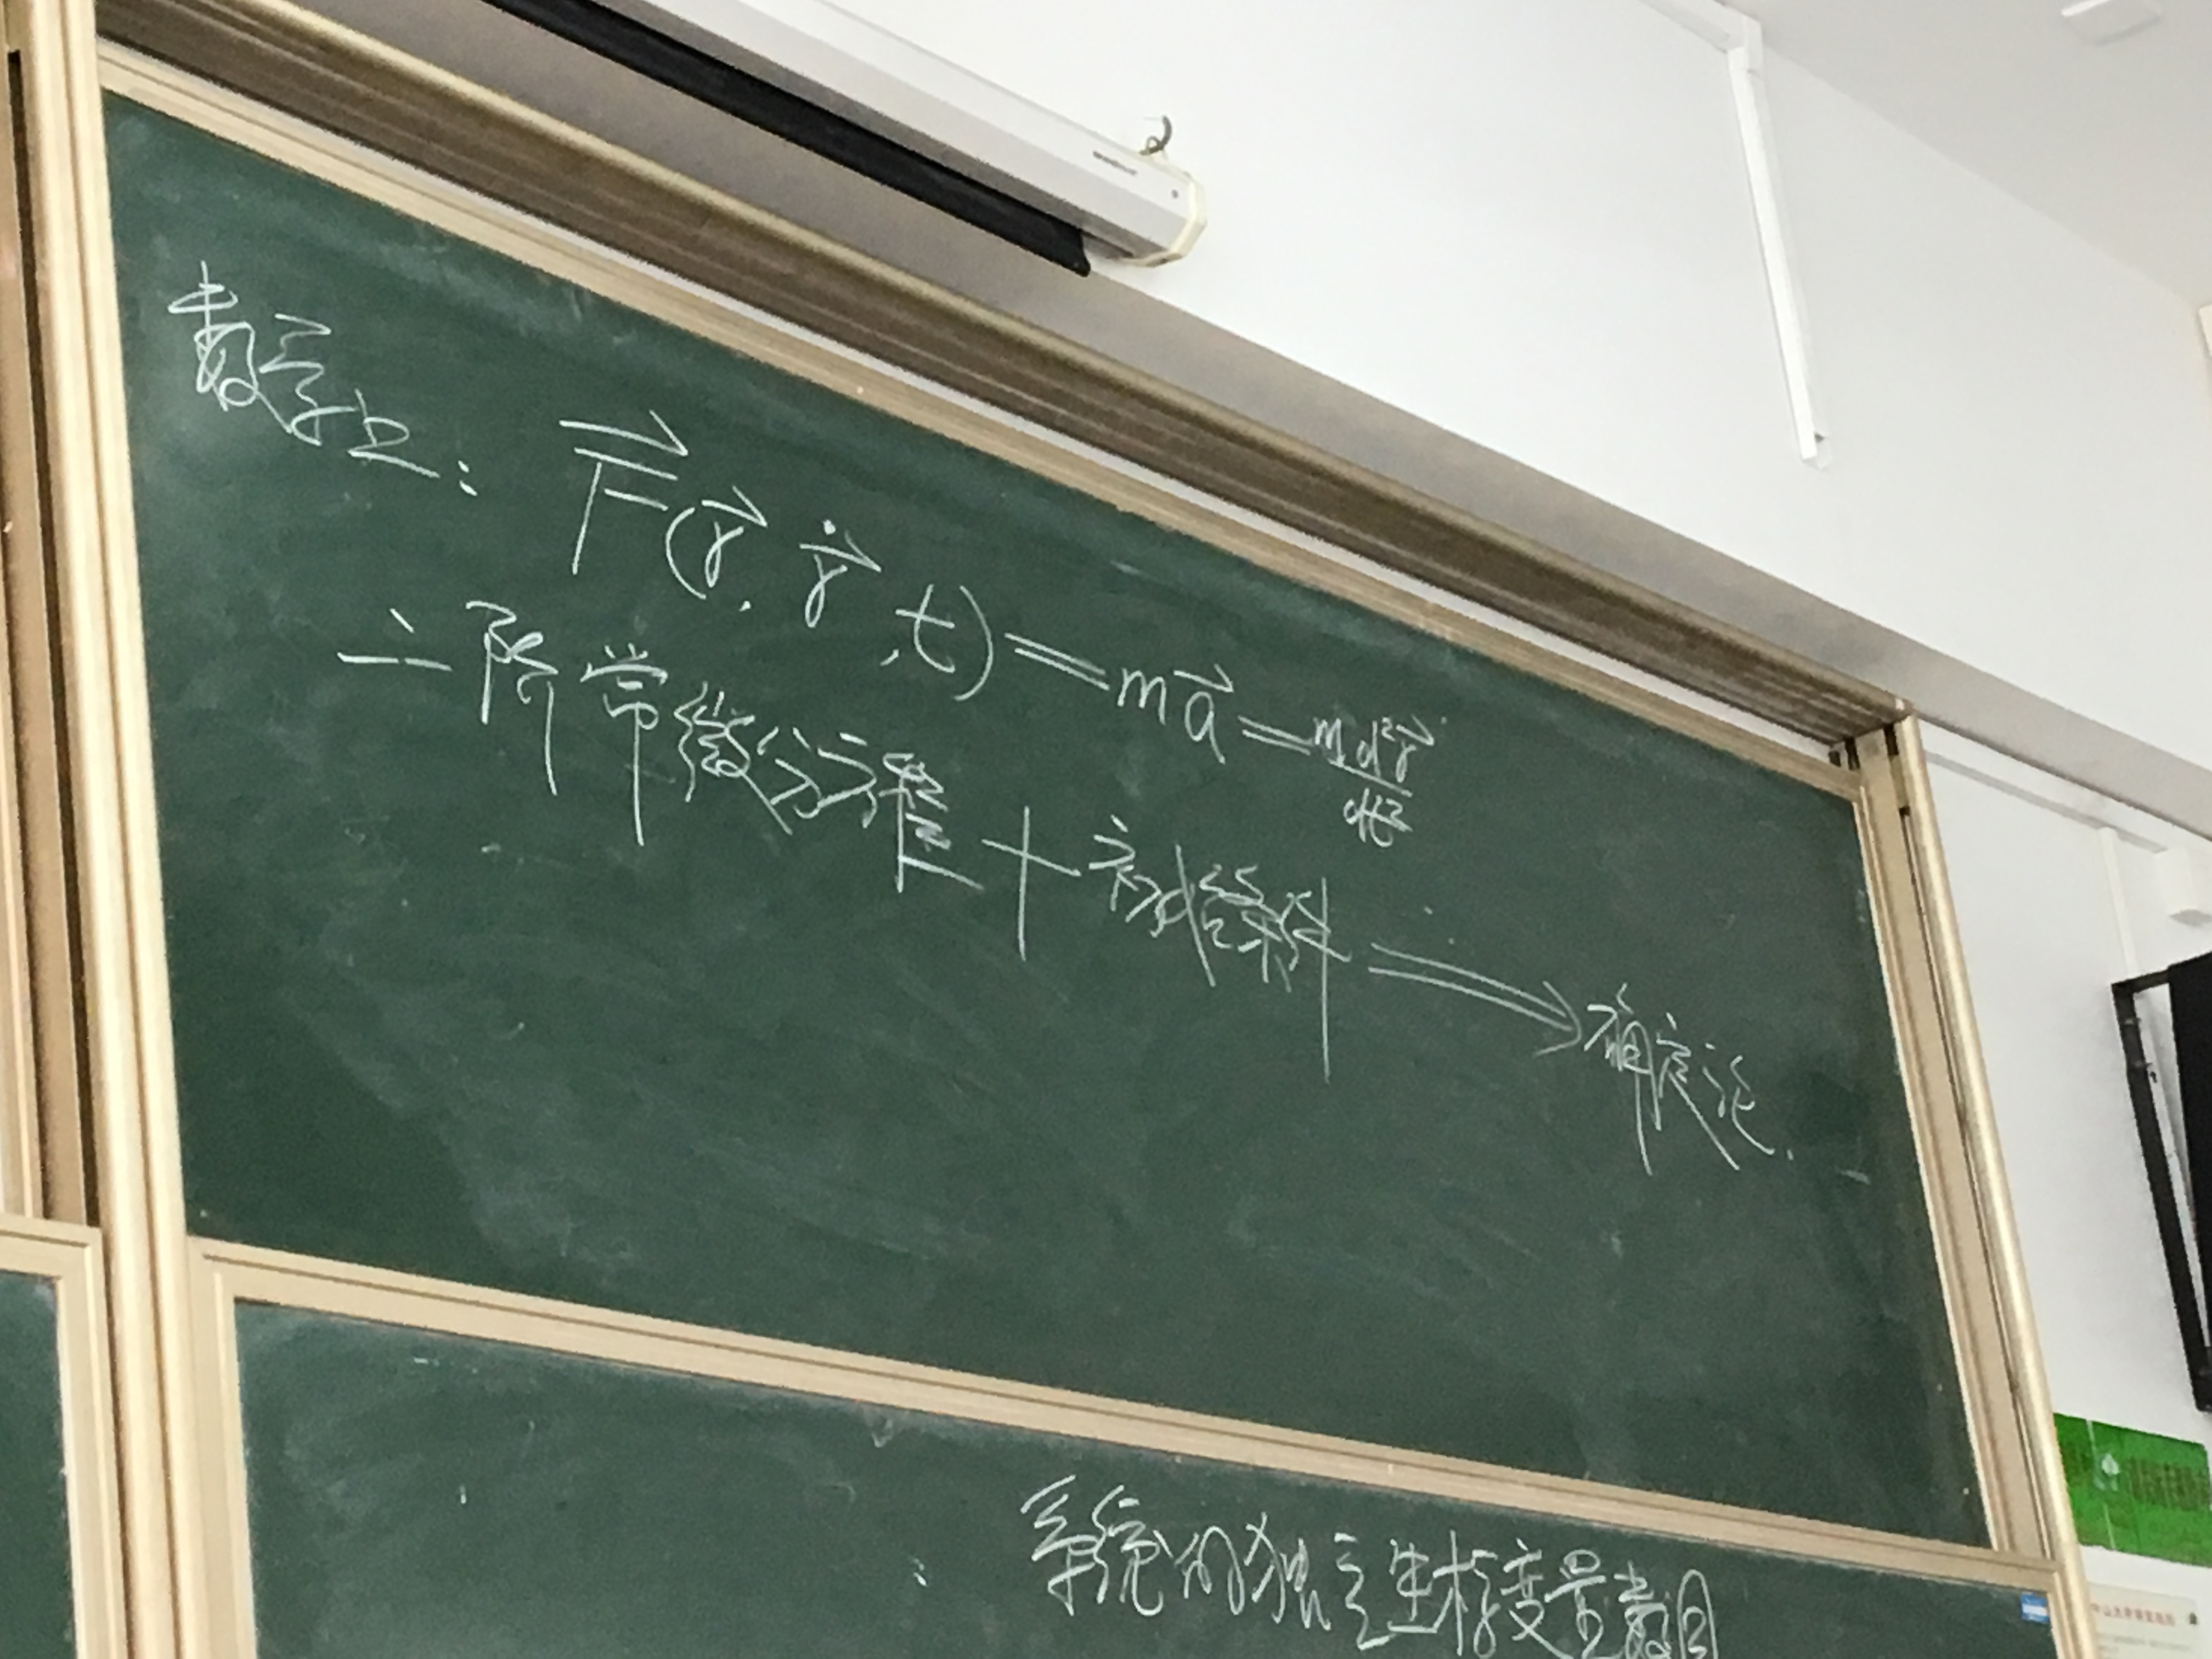 数学上: $\vec{F}(\vec{r}, \dot{\vec{r}}, t) = m\vec{a} = \frac{m d^2\vec{r}}{dt^2}$
二阶常微分方程 + 初始条件 ⟹ 确定论.
: 系统的独立坐标变量数目